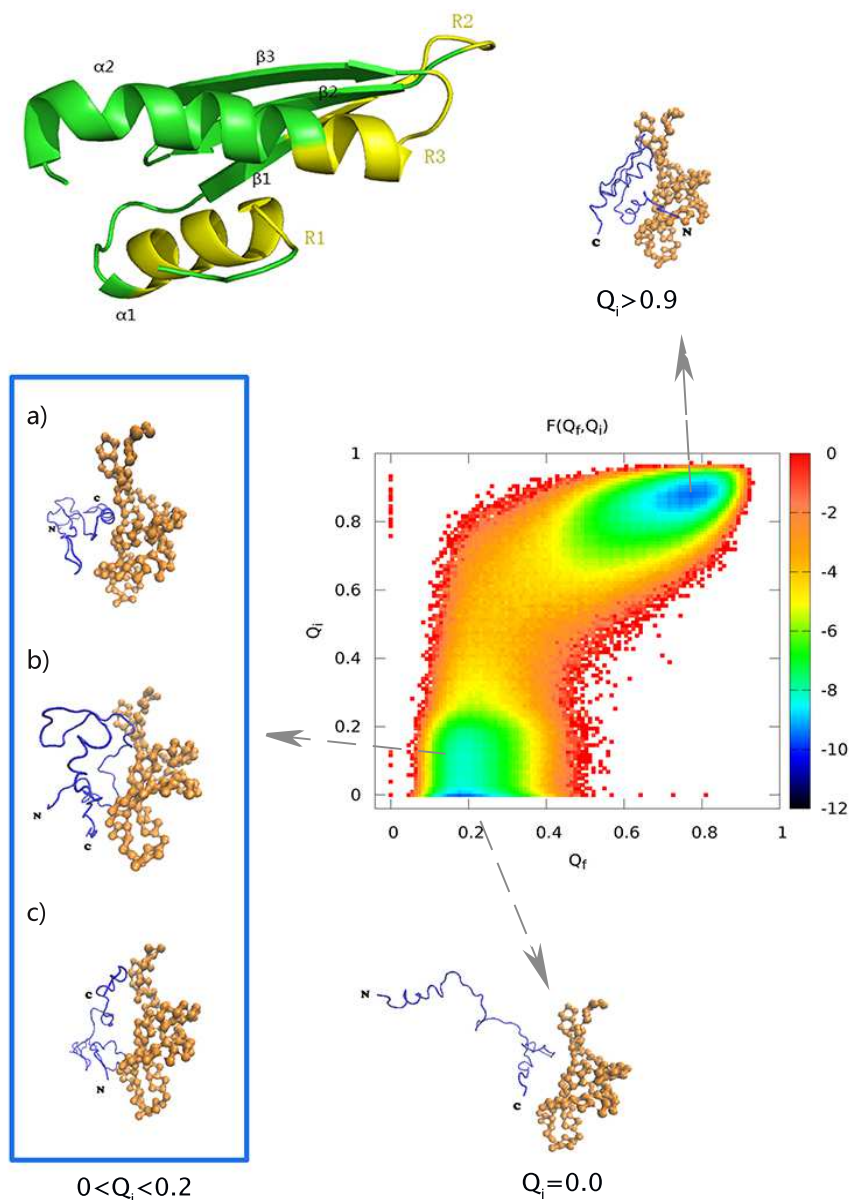 R2
β3
α2
β2
R3
β1
R1
α1
C
N
Qi>0.9
a)
C
N
b)
N
C
c)
C
N
0<Qi<0.2
F(Qf,Qi)
1
0.8
0.6
0.4
0.2
0
Qi
0 0.2 0.4 0.6 0.8 1
Qf
0
-2
-4
-6
-8
-10
-12
N
C
Qi=0.0